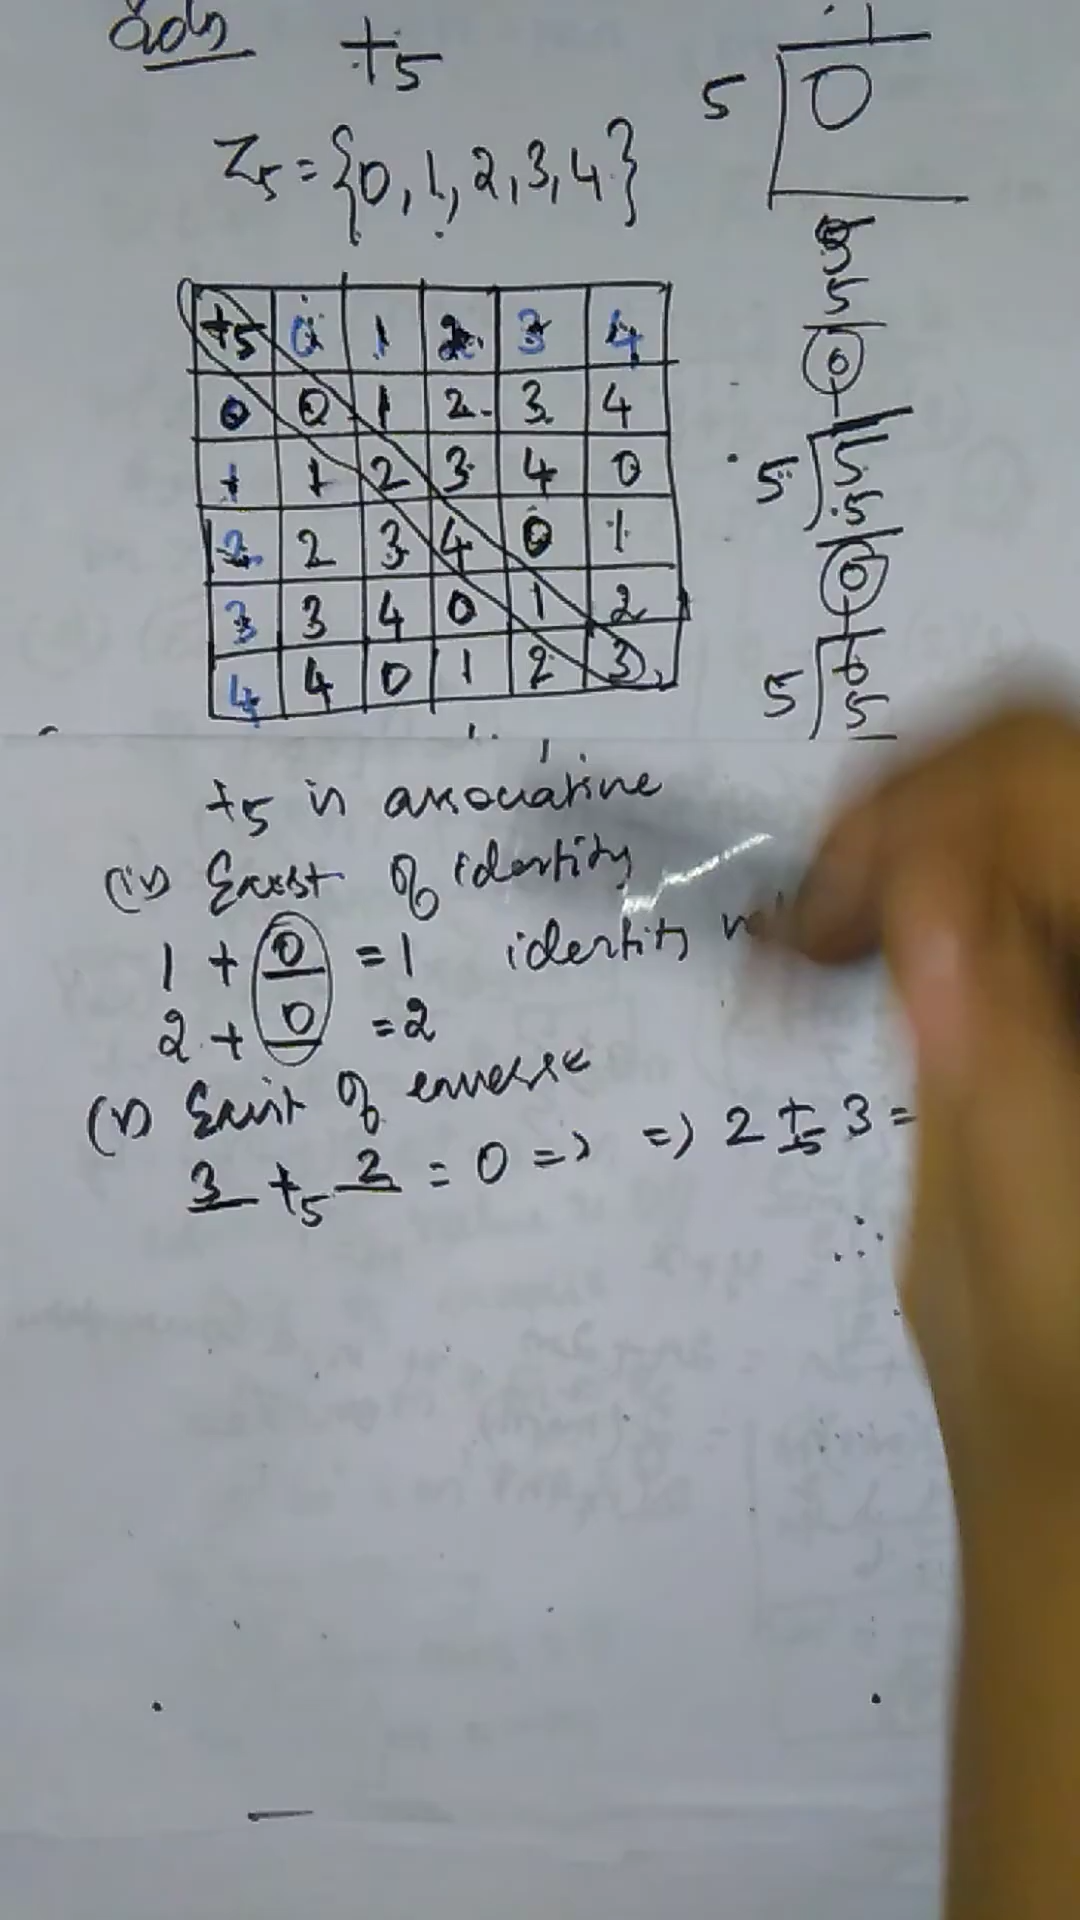 +5
Z5 = {0, 1, 2, 3, 4}
+5 0 1 2 3 4
0 0 1 2 3 4
1 1 2 3 4 0
2 2 3 4 0 1
3 3 4 0 1 2
4 4 0 1 2 3
5 0
5
0
5 5
5
0
5 6
5
+5 is associative
(iv) Exist of identity
1 + 0 = 1 identity
2 + 0 = 2
(v) Exist of inverse
3 +5 2 = 0 => => 2 +5 3 =
∴